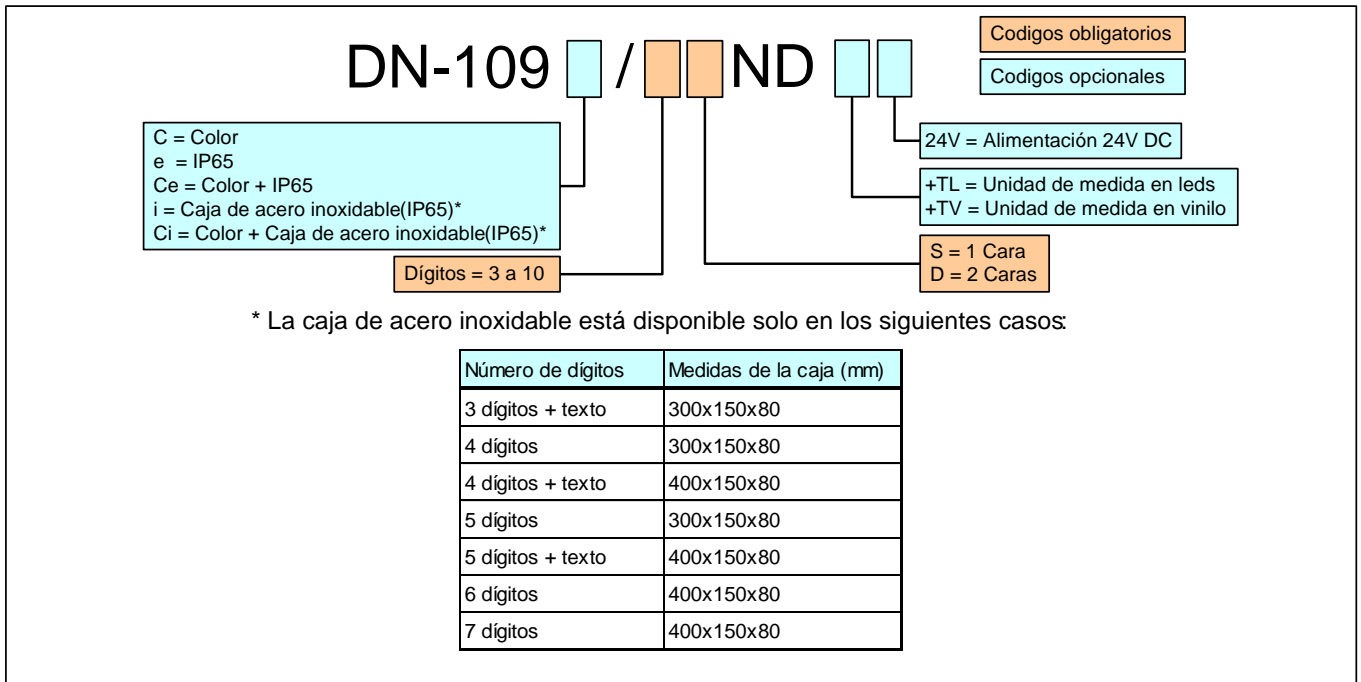 DN-109 / ND
Codigos obligatorios
Codigos opcionales
C = Color
e = IP65
Ce = Color + IP65
i = Caja de acero inoxidable(IP65)*
Ci = Color + Caja de acero inoxidable(IP65)*
24V = Alimentación 24V DC
+TL = Unidad de medida en leds
+TV = Unidad de medida en vinilo
Dígitos = 3 a 10
S = 1 Cara
D = 2 Caras
* La caja de acero inoxidable está disponible solo en los siguientes casos:
Número de dígitos Medidas de la caja (mm)
3 dígitos + texto 300x150x80
4 dígitos 300x150x80
4 dígitos + texto 400x150x80
5 dígitos 300x150x80
5 dígitos + texto 400x150x80
6 dígitos 400x150x80
7 dígitos 400x150x80